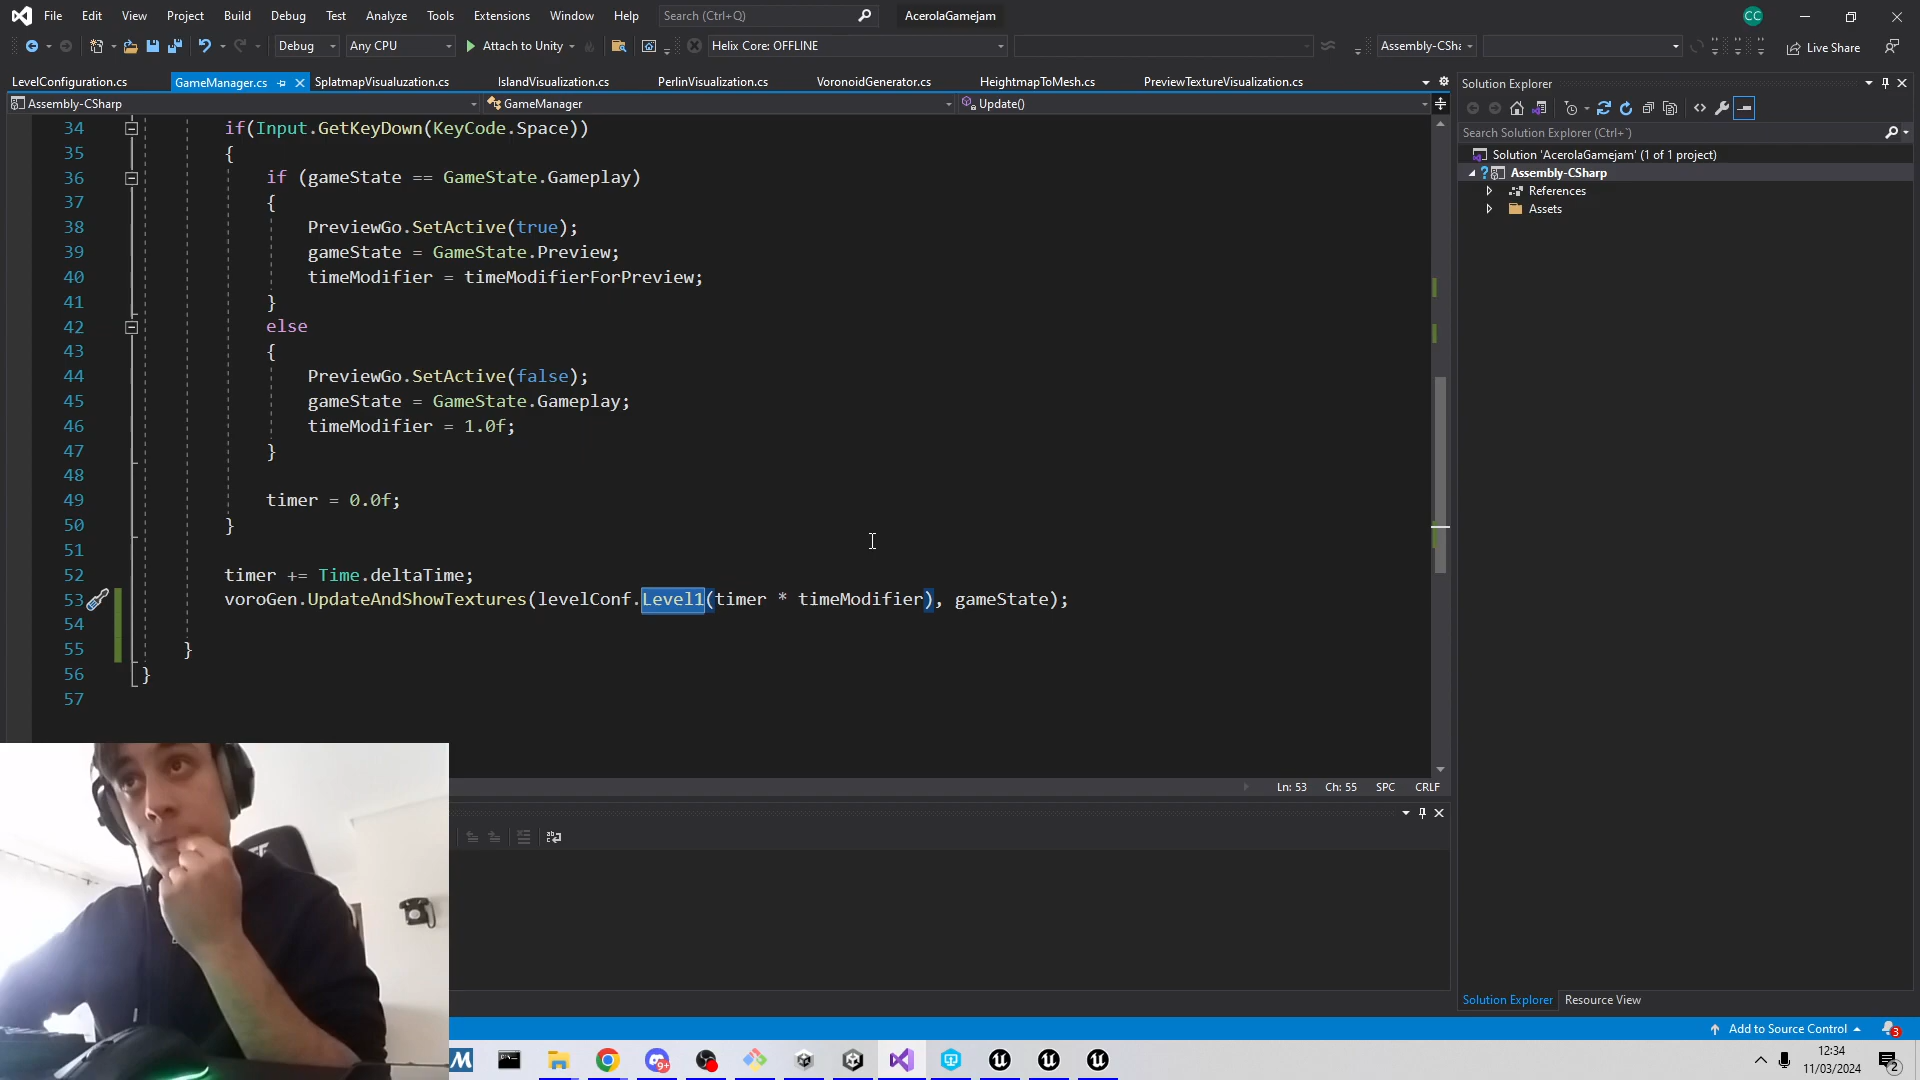 File Edit View Project Build Debug Test Analyze Tools Extensions Window Help Search (Ctrl+Q) AcerolaGamejam CC
Debug Any CPU Attach to Unity Helix Core: OFFLINE Assembly-CSha Live Share
LevelConfiguration.cs GameManager.cs SplatmapVisualuzation.cs IslandVisualization.cs PerlinVisualization.cs VoronoidGenerator.cs HeightmapToMesh.cs PreviewTextureVisualization.cs
Assembly-CSharp GameManager Update()
34 if(Input.GetKeyDown(KeyCode.Space))
35 {
36 if (gameState == GameState.Gameplay)
37 {
38 PreviewGo.SetActive(true);
39 gameState = GameState.Preview;
40 timeModifier = timeModifierForPreview;
41 }
42 else
43 {
44 PreviewGo.SetActive(false);
45 gameState = GameState.Gameplay;
46 timeModifier = 1.0f;
47 }
48
49 timer = 0.0f;
50 }
51
52 timer += Time.deltaTime;
53 voroGen.UpdateAndShowTextures(levelConf.Level1(timer * timeModifier), gameState);
54
55 }
56 }
57
Ln: 53 Ch: 55 SPC CRLF
Solution Explorer
Search Solution Explorer (Ctrl+¨)
Solution 'AcerolaGamejam' (1 of 1 project)
Assembly-CSharp
References
Assets
Solution Explorer Resource View
Add to Source Control 3
9+
12:34
11/03/2024
2